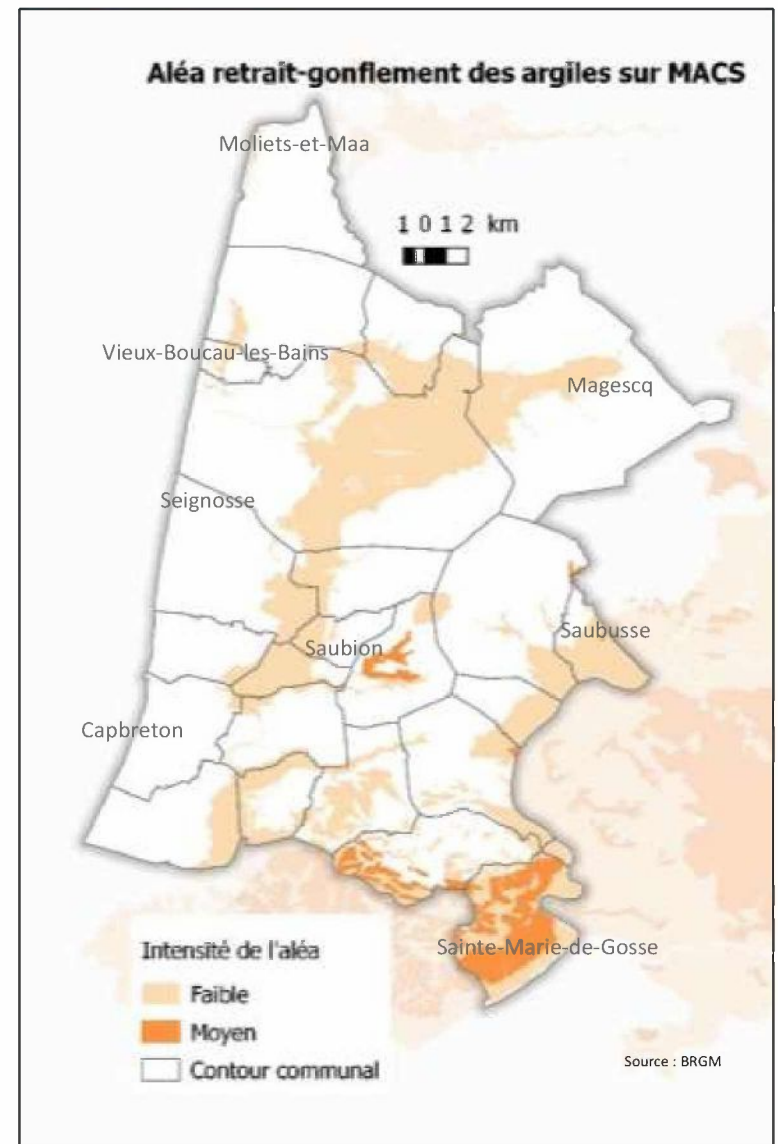 Aléa retrait-gonflement des argiles sur MACS
Moliets-et-Maa
1 0 1 2 km
Vieux-Boucau-les-Bains
Magescq
Seignosse
Saubusse
Saubion
Capbreton
Sainte-Marie-de-Gosse
Intensité de l'aléa
Faible
Moyen
Contour communal
Source : BRGM